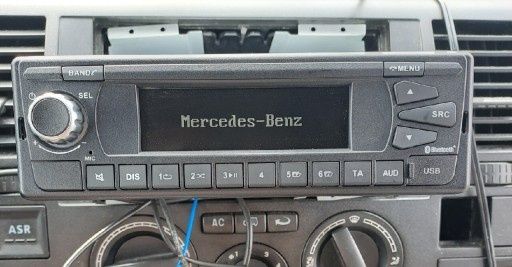 BAND
MENU
SEL
Mercedes-Benz
SRC
MIC
Bluetooth
DIS
1
2
3
4
5
6
TA
AUD
USB
ASR
AC